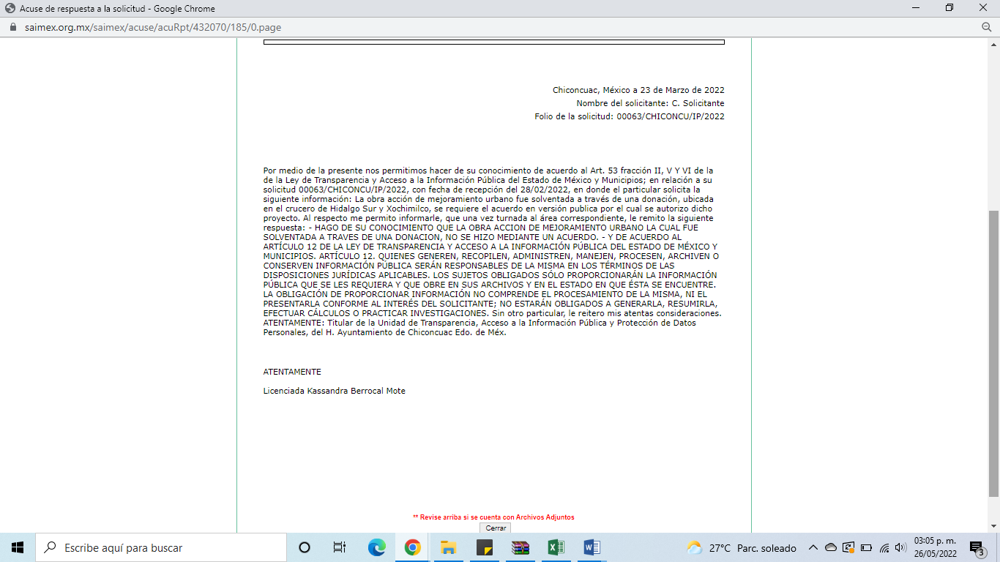 Acuse de respuesta a la solicitud - Google Chrome
saimex.org.mx/saimex/acuse/acuRpt/432070/185/0.page
Chiconcuac, México a 23 de Marzo de 2022
Nombre del solicitante: C. Solicitante
Folio de la solicitud: 00063/CHICONCU/IP/2022
Por medio de la presente nos permitimos hacer de su conocimiento de acuerdo al Art. 53 fracción II, V Y VI de la
de la Ley de Transparencia y Acceso a la Información Pública del Estado de México y Municipios; en relación a su
solicitud 00063/CHICONCU/IP/2022, con fecha de recepción del 28/02/2022, en donde el particular solicita la
siguiente información: La obra acción de mejoramiento urbano fue solventada a través de una donación, ubicada
en el crucero de Hidalgo Sur y Xochimilco, se requiere el acuerdo en versión publica por el cual se autorizo dicho
proyecto. Al respecto me permito informarle, que una vez turnada al área correspondiente, le remito la siguiente
respuesta: - HAGO DE SU CONOCIMIENTO QUE LA OBRA ACCION DE MEJORAMIENTO URBANO LA CUAL FUE
SOLVENTADA A TRAVES DE UNA DONACION, NO SE HIZO MEDIANTE UN ACUERDO. - Y DE ACUERDO AL
ARTÍCULO 12 DE LA LEY DE TRANSPARENCIA Y ACCESO A LA INFORMACIÓN PÚBLICA DEL ESTADO DE MÉXICO Y
MUNICIPIOS. ARTÍCULO 12. QUIENES GENEREN, RECOPILEN, ADMINISTREN, MANEJEN, PROCESEN, ARCHIVEN O
CONSERVEN INFORMACIÓN PÚBLICA SERÁN RESPONSABLES DE LA MISMA EN LOS TÉRMINOS DE LAS
DISPOSICIONES JURÍDICAS APLICABLES. LOS SUJETOS OBLIGADOS SÓLO PROPORCIONARÁN LA INFORMACIÓN
PÚBLICA QUE SE LES REQUIERA Y QUE OBRE EN SUS ARCHIVOS Y EN EL ESTADO EN QUE ÉSTA SE ENCUENTRE.
LA OBLIGACIÓN DE PROPORCIONAR INFORMACIÓN NO COMPRENDE EL PROCESAMIENTO DE LA MISMA, NI EL
PRESENTARLA CONFORME AL INTERÉS DEL SOLICITANTE; NO ESTARÁN OBLIGADOS A GENERARLA, RESUMIRLA,
EFECTUAR CÁLCULOS O PRACTICAR INVESTIGACIONES. Sin otro particular, le reitero mis atentas consideraciones.
ATENTAMENTE: Titular de la Unidad de Transparencia, Acceso a la Información Pública y Protección de Datos
Personales, del H. Ayuntamiento de Chiconcuac Edo. de Méx.
ATENTAMENTE
Licenciada Kassandra Berrocal Mote
** Revise arriba si se cuenta con Archivos Adjuntos
Cerrar
Escribe aquí para buscar
27°C Parc. soleado
03:05 p. m.
26/05/2022
3